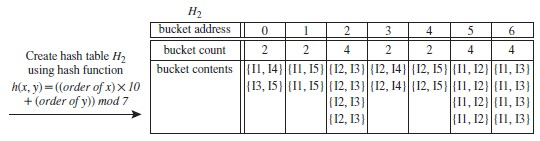 H2
bucket address 0 1 2 3 4 5 6
bucket count 2 2 4 2 2 4 4
Create hash table H2
using hash function
h(x, y) = ((order of x) × 10
+ (order of y)) mod 7
bucket contents {I1, I4} {I1, I5} {I2, I3} {I2, I4} {I2, I5} {I1, I2} {I1, I3}
{I3, I5} {I1, I5} {I2, I3} {I2, I4} {I2, I5} {I1, I2} {I1, I3}
{I2, I3} {I1, I2} {I1, I3}
{I2, I3} {I1, I2} {I1, I3}